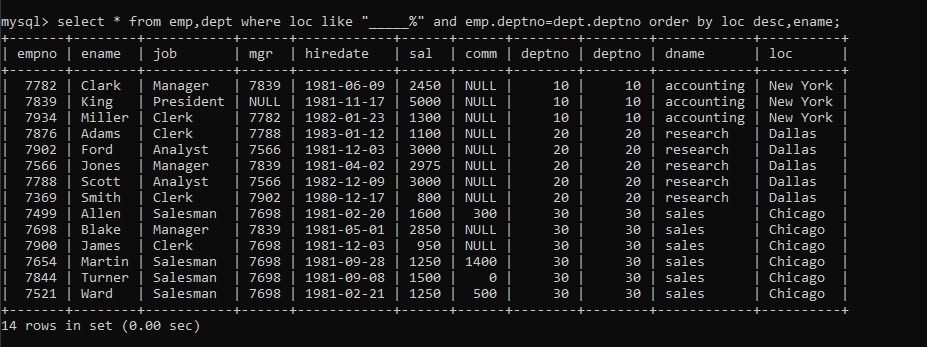 mysql> select * from emp,dept where loc like "_____%" and emp.deptno=dept.deptno order by loc desc,ename;
+-------+--------+-----------+------+------------+------+------+--------+--------+------------+----------+
| empno | ename  | job       | mgr  | hiredate   | sal  | comm | deptno | deptno | dname      | loc      |
+-------+--------+-----------+------+------------+------+------+--------+--------+------------+----------+
|  7782 | Clark  | Manager   | 7839 | 1981-06-09 | 2450 | NULL |     10 |     10 | accounting | New York |
|  7839 | King   | President | NULL | 1981-11-17 | 5000 | NULL |     10 |     10 | accounting | New York |
|  7934 | Miller | Clerk     | 7782 | 1982-01-23 | 1300 | NULL |     10 |     10 | accounting | New York |
|  7876 | Adams  | Clerk     | 7788 | 1983-01-12 | 1100 | NULL |     20 |     20 | research   | Dallas   |
|  7902 | Ford   | Analyst   | 7566 | 1981-12-03 | 3000 | NULL |     20 |     20 | research   | Dallas   |
|  7566 | Jones  | Manager   | 7839 | 1981-04-02 | 2975 | NULL |     20 |     20 | research   | Dallas   |
|  7788 | Scott  | Analyst   | 7566 | 1982-12-09 | 3000 | NULL |     20 |     20 | research   | Dallas   |
|  7369 | Smith  | Clerk     | 7902 | 1980-12-17 |  800 | NULL |     20 |     20 | research   | Dallas   |
|  7499 | Allen  | Salesman  | 7698 | 1981-02-20 | 1600 |  300 |     30 |     30 | sales      | Chicago  |
|  7698 | Blake  | Manager   | 7839 | 1981-05-01 | 2850 | NULL |     30 |     30 | sales      | Chicago  |
|  7900 | James  | Clerk     | 7698 | 1981-12-03 |  950 | NULL |     30 |     30 | sales      | Chicago  |
|  7654 | Martin | Salesman  | 7698 | 1981-09-28 | 1250 | 1400 |     30 |     30 | sales      | Chicago  |
|  7844 | Turner | Salesman  | 7698 | 1981-09-08 | 1500 |    0 |     30 |     30 | sales      | Chicago  |
|  7521 | Ward   | Salesman  | 7698 | 1981-02-21 | 1250 |  500 |     30 |     30 | sales      | Chicago  |
+-------+--------+-----------+------+------------+------+------+--------+--------+------------+----------+
14 rows in set (0.00 sec)